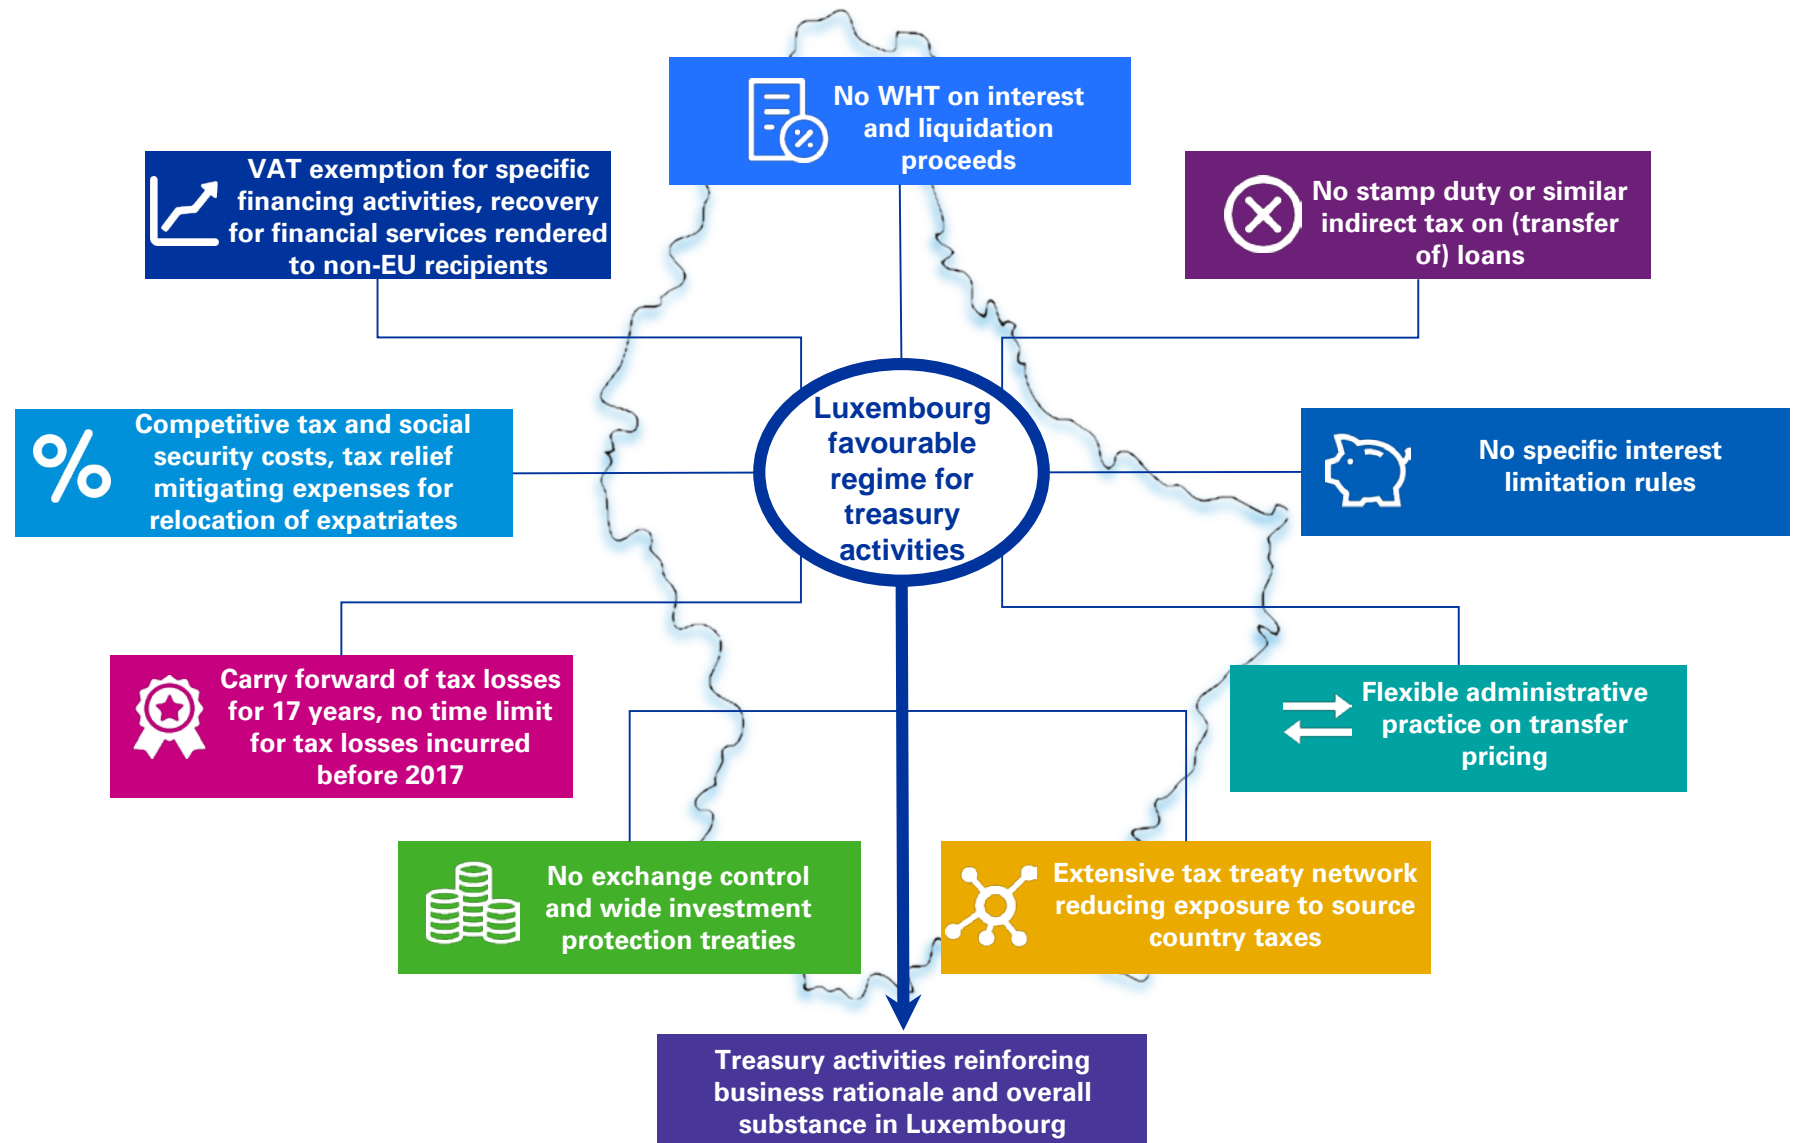 No WHT on interest
and liquidation
proceeds
VAT exemption for specific
financing activities, recovery
for financial services rendered
to non-EU recipients
No stamp duty or similar
indirect tax on (transfer
of) loans
Competitive tax and social
security costs, tax relief
mitigating expenses for
relocation of expatriates
Luxembourg
favourable
regime for
treasury
activities
No specific interest
limitation rules
Carry forward of tax losses
for 17 years, no time limit
for tax losses incurred
before 2017
Flexible administrative
practice on transfer
pricing
No exchange control
and wide investment
protection treaties
Extensive tax treaty network
reducing exposure to source
country taxes
Treasury activities reinforcing
business rationale and overall
substance in Luxembourg